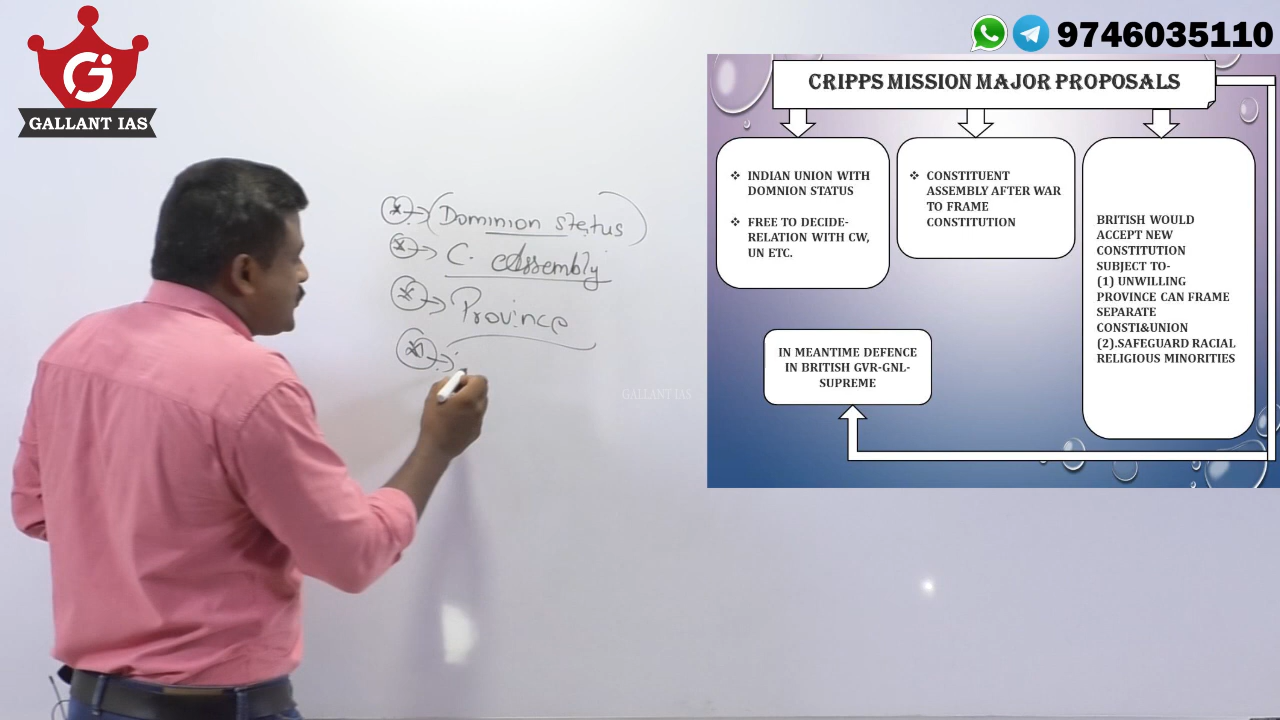 GALLANT IAS
9746035110
Dominion status
C. Assembly
Province
CRIPPS MISSION MAJOR PROPOSALS
❖ INDIAN UNION WITH
DOMNION STATUS
❖ FREE TO DECIDE-
RELATION WITH CW,
UN ETC.
❖ CONSTITUENT
ASSEMBLY AFTER WAR
TO FRAME
CONSTITUTION
BRITISH WOULD
ACCEPT NEW
CONSTITUTION
SUBJECT TO-
(1) UNWILLING
PROVINCE CAN FRAME
SEPARATE
CONSTI&UNION
(2).SAFEGUARD RACIAL
RELIGIOUS MINORITIES
IN MEANTIME DEFENCE
IN BRITISH GVR-GNL-
SUPREME
GALLANT IAS